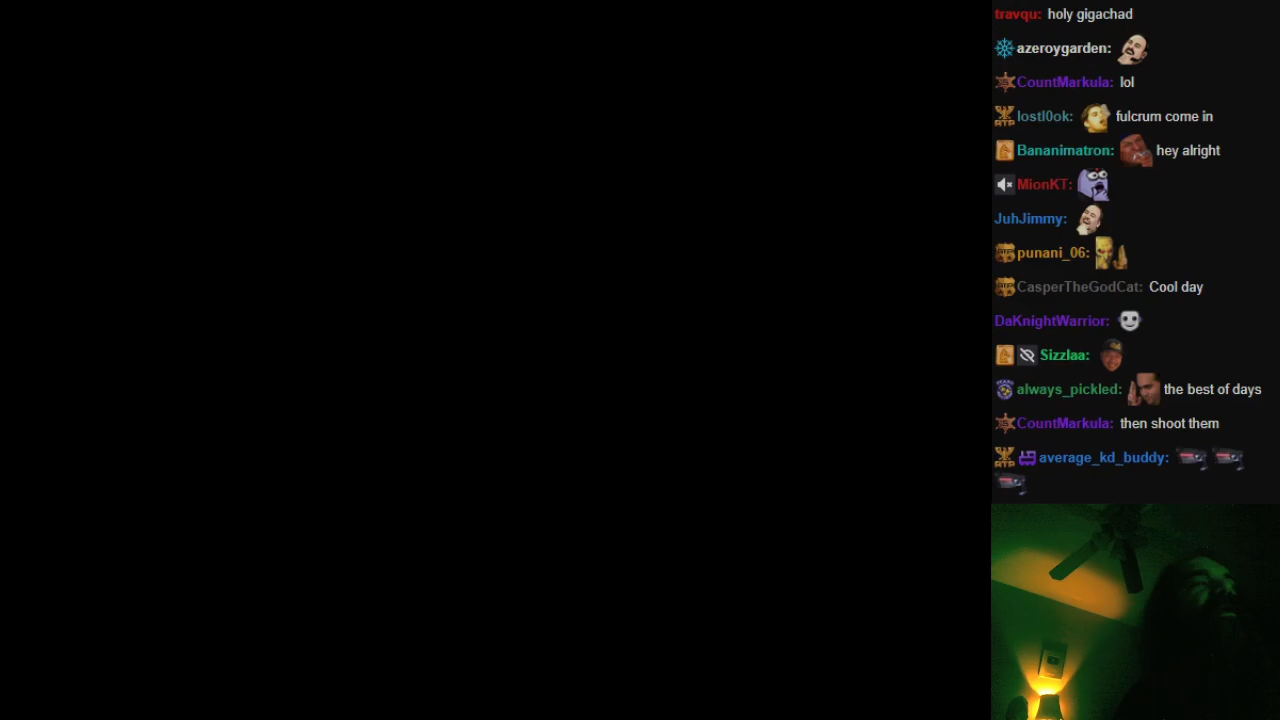 travqu: holy gigachad
azeroygarden:
CountMarkula: lol
lostl0ok: fulcrum come in
Bananimatron: hey alright
MionKT:
JuhJimmy:
punani_06:
CasperTheGodCat: Cool day
DaKnightWarrior:
Sizzlaa:
always_pickled: the best of days
CountMarkula: then shoot them
average_kd_buddy: